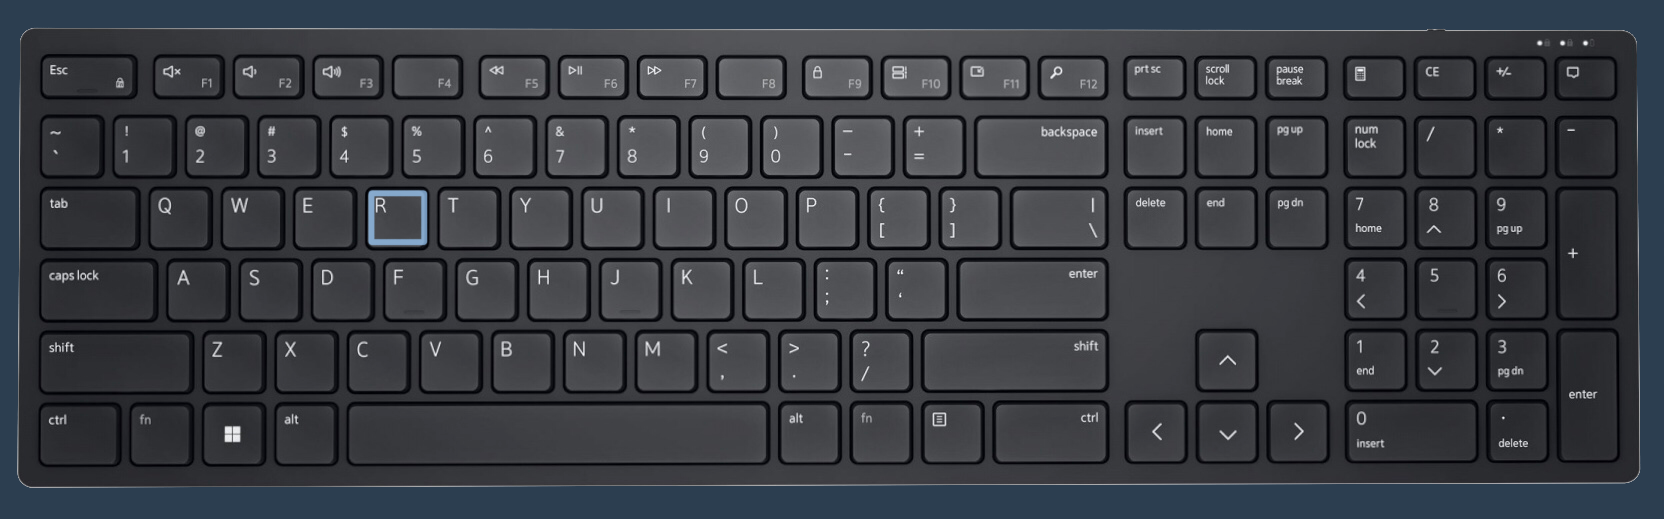 Esc F1 F2 F3 F4 F5 F6 F7 F8 F9 F10 F11 F12 prt sc scroll lock pause break CE +/-
~ ` ! 1 @ 2 # 3 $ 4 % 5 ^ 6 & 7 * 8 ( 9 ) 0 – - + = backspace insert home pg up num lock / * –
tab Q W E R T Y U I O P { [ } ] | \ delete end pg dn 7 home 8 9 pg up +
caps lock A S D F G H J K L : ; “ ‘ enter 4 5 6
shift Z X C V B N M < , > . ? / shift 1 end 2 3 pg dn enter
ctrl fn alt alt fn ctrl 0 insert . delete